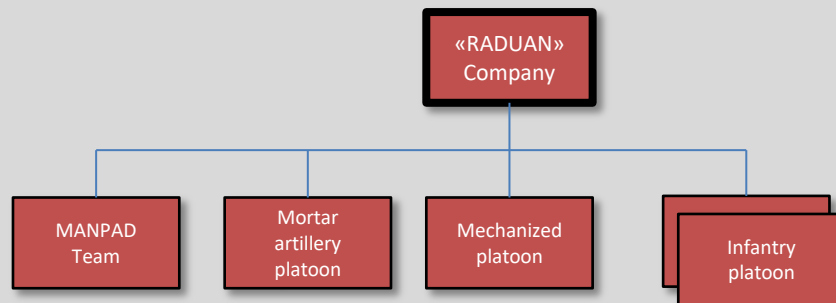 «RADUAN»
Company
MANPAD
Team
Mortar
artillery
platoon
Mechanized
platoon
Infantry
platoon